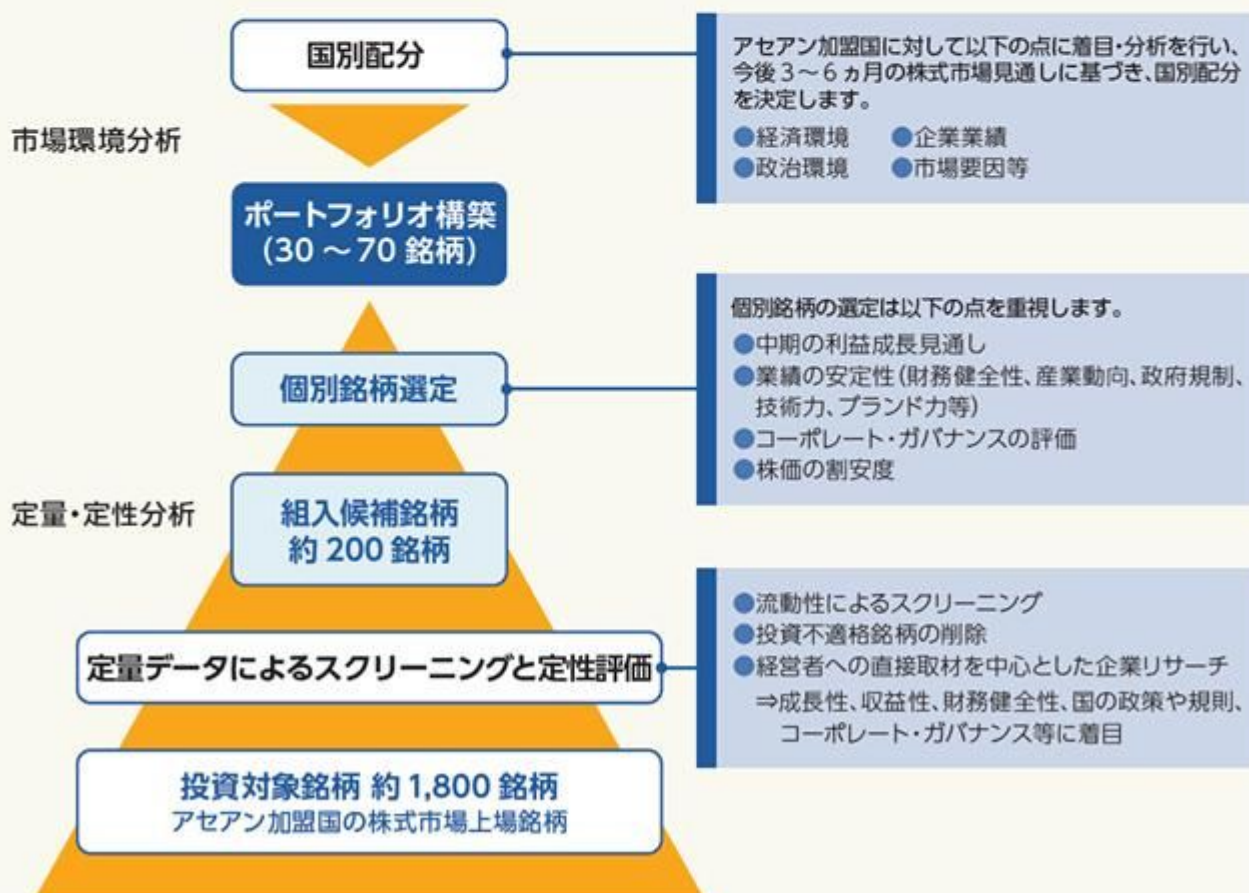 国別配分
アセアン加盟国に対して以下の点に着目・分析を行い、
今後3～6ヵ月の株式市場見通しに基づき、国別配分
を決定します。
●経済環境 ●企業業績
●政治環境 ●市場要因等
市場環境分析
ポートフォリオ構築
(30～70銘柄)
個別銘柄選定
個別銘柄の選定は以下の点を重視します。
●中期の利益成長見通し
●業績の安定性(財務健全性、産業動向、政府規制、
技術力、ブランド力等)
●コーポレート・ガバナンスの評価
●株価の割安度
定量・定性分析
組入候補銘柄
約200銘柄
定量データによるスクリーニングと定性評価
●流動性によるスクリーニング
●投資不適格銘柄の削除
●経営者への直接取材を中心とした企業リサーチ
⇒成長性、収益性、財務健全性、国の政策や規則、
コーポレート・ガバナンス等に着目
投資対象銘柄 約1,800銘柄
アセアン加盟国の株式市場上場銘柄